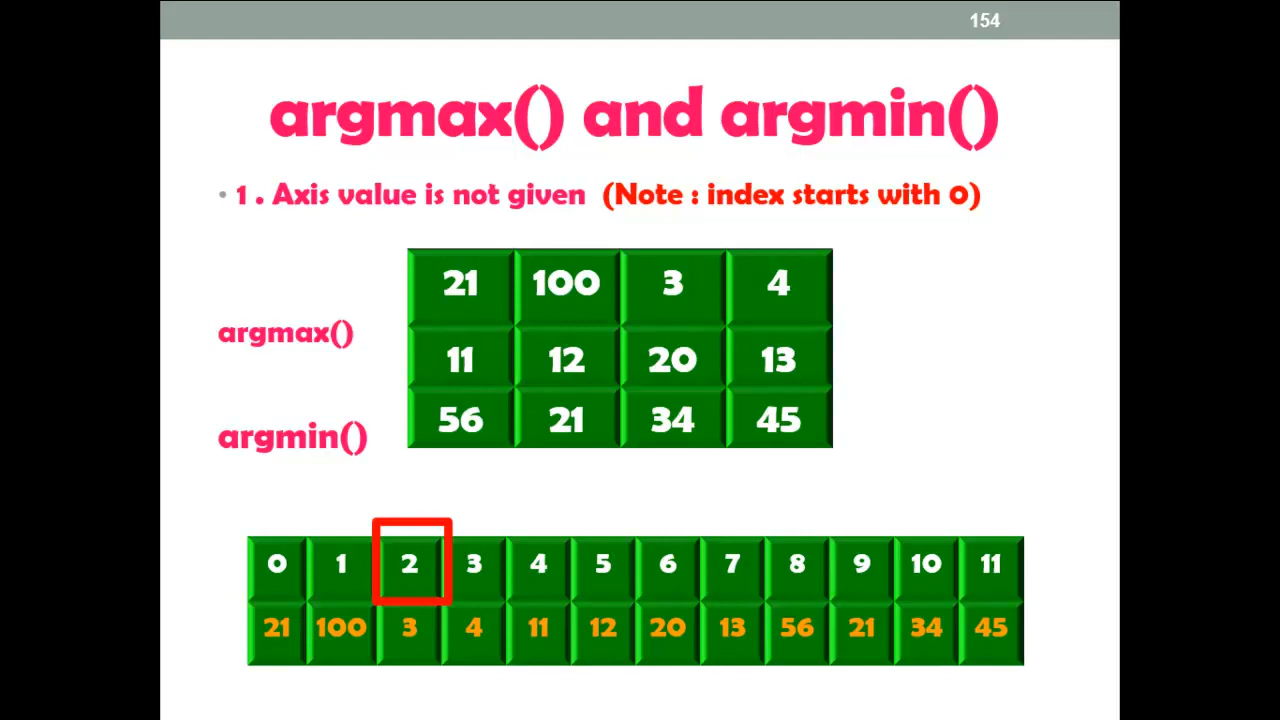 154
argmax() and argmin()
• 1. Axis value is not given (Note : index starts with 0)
21 100 3 4
argmax()
11 12 20 13
56 21 34 45
argmin()
0 1 2 3 4 5 6 7 8 9 10 11
21 100 3 4 11 12 20 13 56 21 34 45